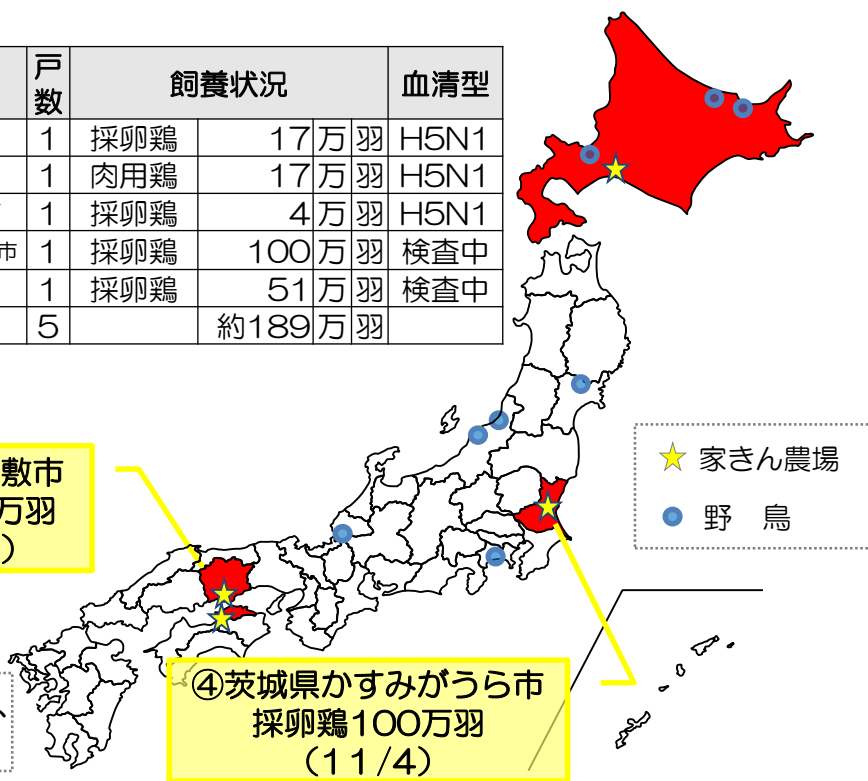 戸数 飼養状況 血清型
1 採卵鶏 17万羽 H5N1
1 肉用鶏 17万羽 H5N1
1 採卵鶏 4万羽 H5N1
市 1 採卵鶏 100万羽 検査中
1 採卵鶏 51万羽 検査中
5 約189万羽
敷市
万羽
)
家きん農場
野 鳥
④茨城県かすみがうら市
採卵鶏100万羽
(11/4)